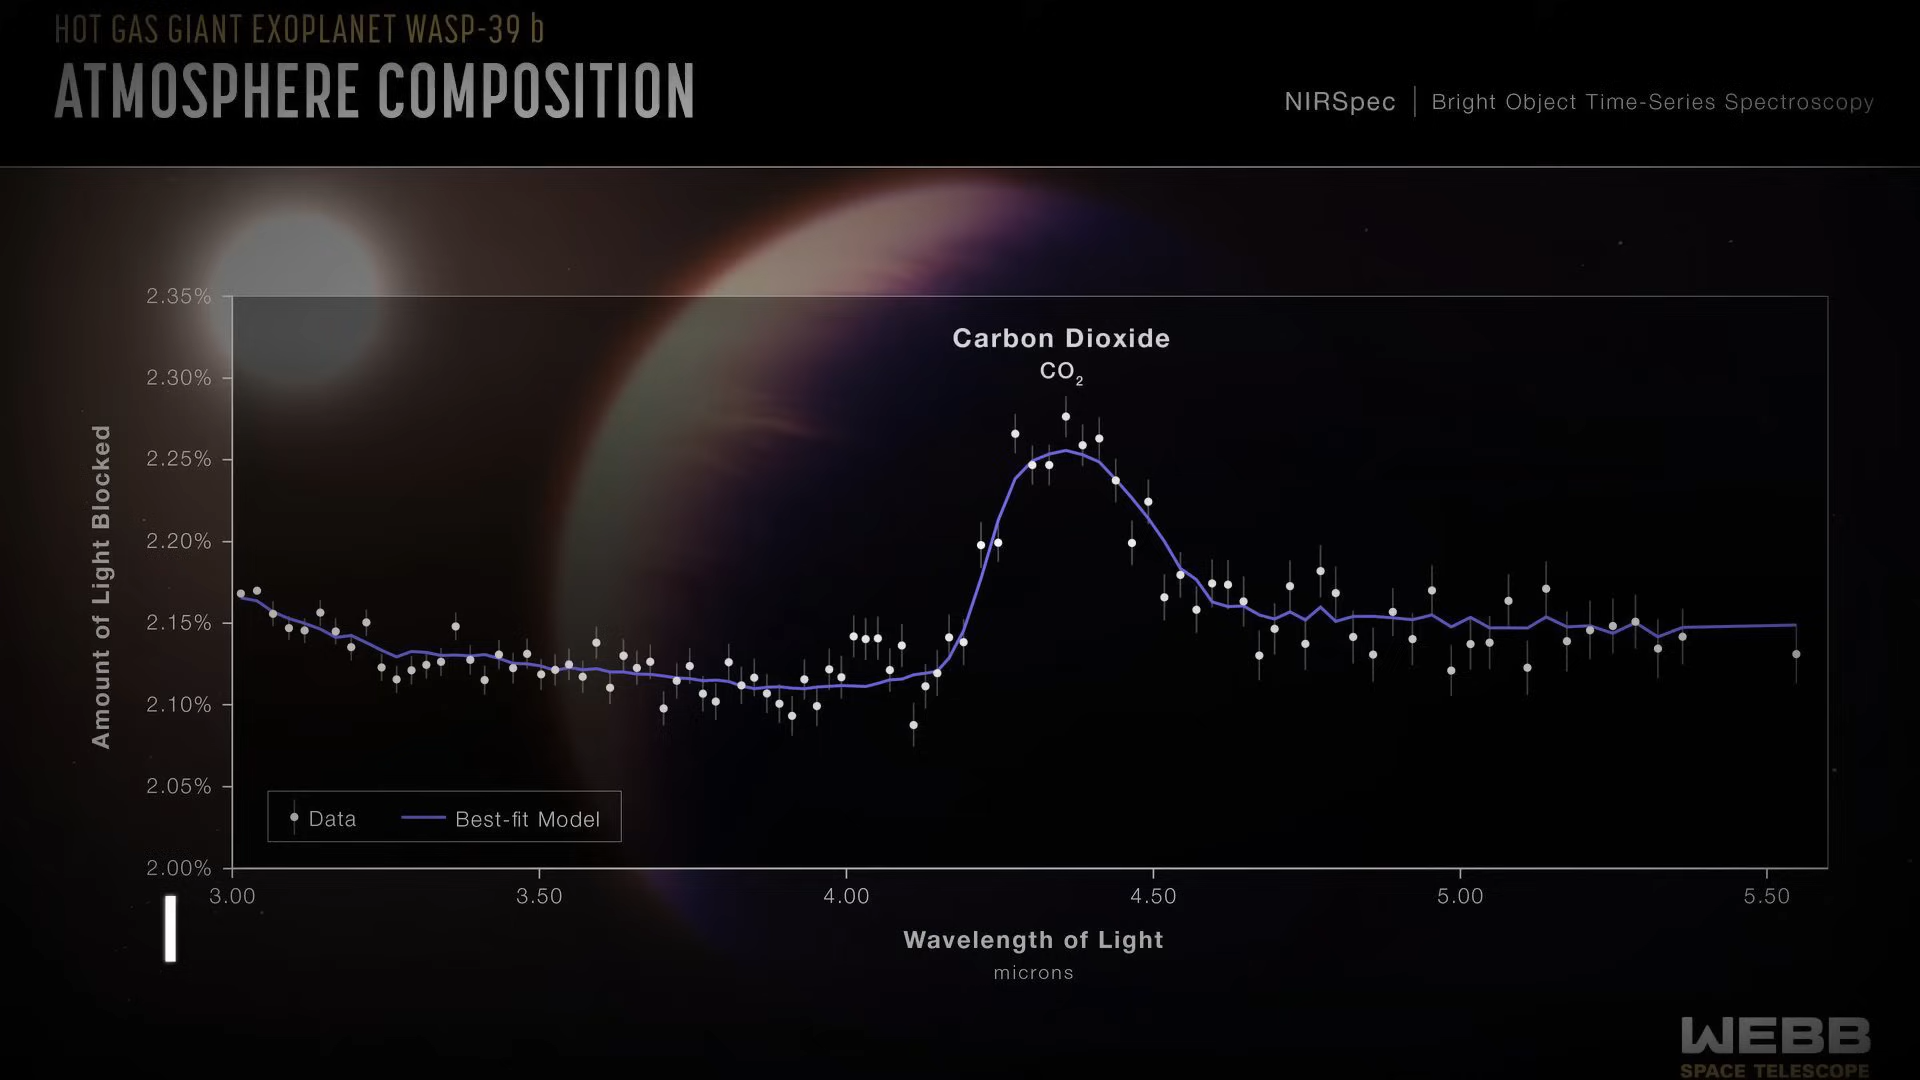 HOT GAS GIANT EXOPLANET WASP-39 b
ATMOSPHERE COMPOSITION
NIRSpec | Bright Object Time-Series Spectroscopy
Carbon Dioxide
CO₂
Amount of Light Blocked
2.35%
2.30%
2.25%
2.20%
2.15%
2.10%
2.05%
2.00%
Data
Best-fit Model
3.00 3.50 4.00 4.50 5.00 5.50
Wavelength of Light
microns
WEBB
SPACE TELESCOPE